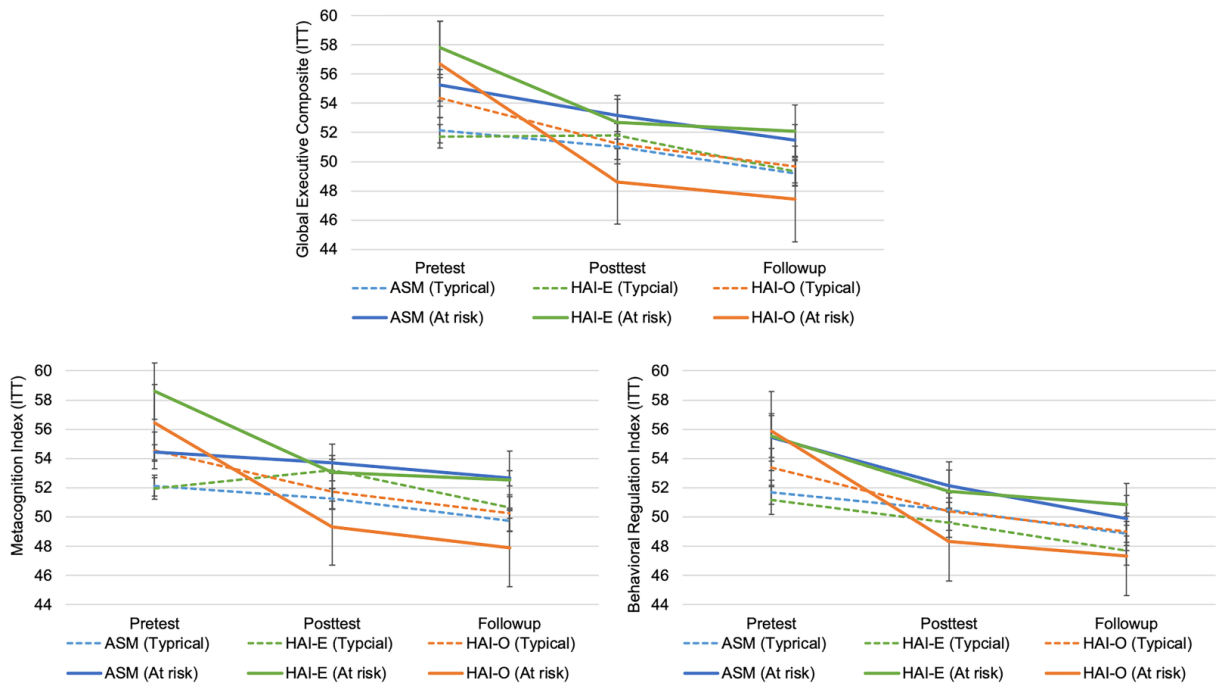 Global Executive Composite (ITT)
60
58
56
54
52
50
48
46
44
Pretest Posttest Followup
ASM (Typrical) HAI-E (Typcial) HAI-O (Typical)
ASM (At risk) HAI-E (At risk) HAI-O (At risk)
Metacognition Index (ITT)
60
58
56
54
52
50
48
46
44
Pretest Posttest Followup
ASM (Typrical) HAI-E (Typcial) HAI-O (Typical)
ASM (At risk) HAI-E (At risk) HAI-O (At risk)
Behavioral Regulation Index (ITT)
60
58
56
54
52
50
48
46
44
Pretest Posttest Followup
ASM (Typrical) HAI-E (Typcial) HAI-O (Typical)
ASM (At risk) HAI-E (At risk) HAI-O (At risk)